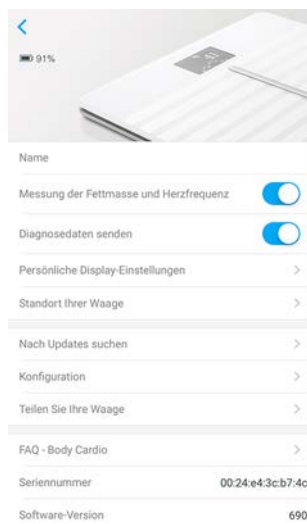 91%
Name
Messung der Fettmasse und Herzfrequenz
Diagnosedaten senden
Persönliche Display-Einstellungen
Standort Ihrer Waage
Nach Updates suchen
Konfiguration
Teilen Sie Ihre Waage
FAQ - Body Cardio
Seriennummer 00:24:e4:3c:b7:4c
Software-Version 690